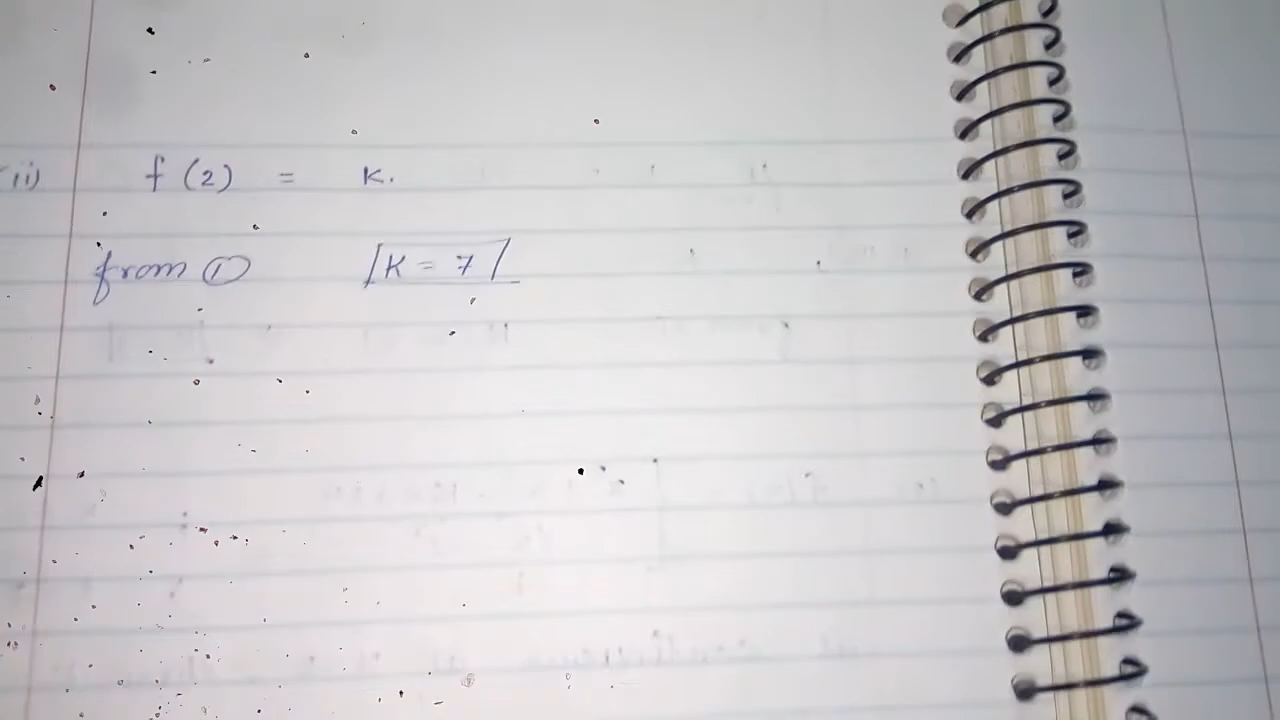 ii) f (2) = K.
from ① K = 7